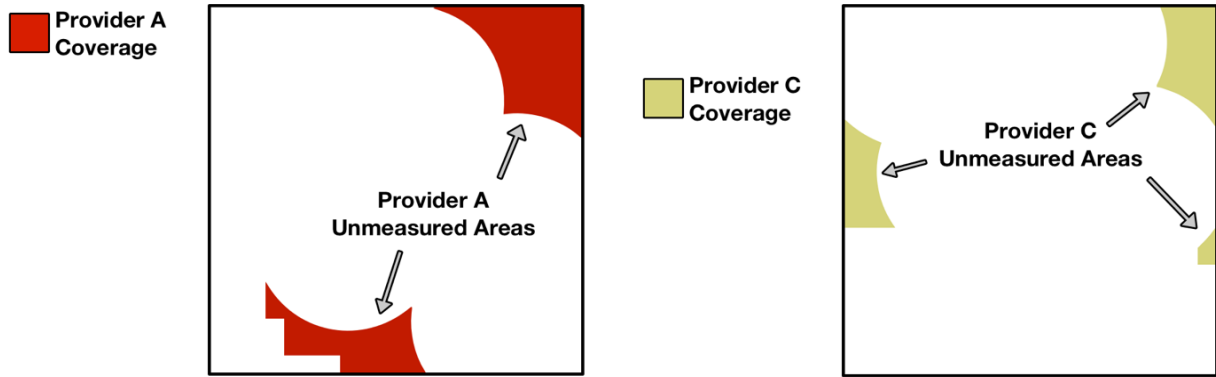 Provider A
Coverage
Provider A
Unmeasured Areas
Provider C
Coverage
Provider C
Unmeasured Areas